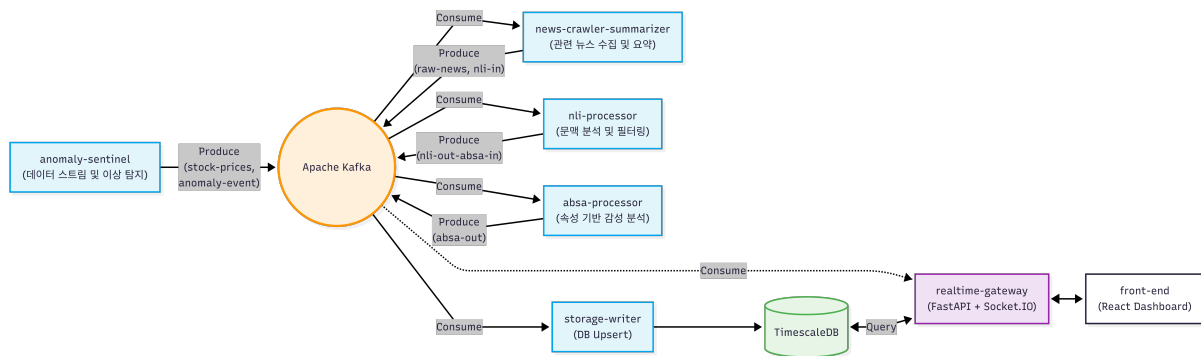 Consume
news-crawler-summarizer
(관련 뉴스 수집 및 요약)
Produce
(raw-news, nli-in)
Consume
nli-processor
(문맥 분석 및 필터링)
Produce
(nli-out-absa-in)
anomaly-sentinel
(데이터 스트림 및 이상 탐지)
Produce
(stock-prices,
anomaly-event)
Apache Kafka
Consume
absa-processor
(속성 기반 감성 분석)
Produce
(absa-out)
Consume
realtime-gateway
(FastAPI + Socket.IO)
front-end
(React Dashboard)
Consume
storage-writer
(DB Upsert)
TimescaleDB
Query